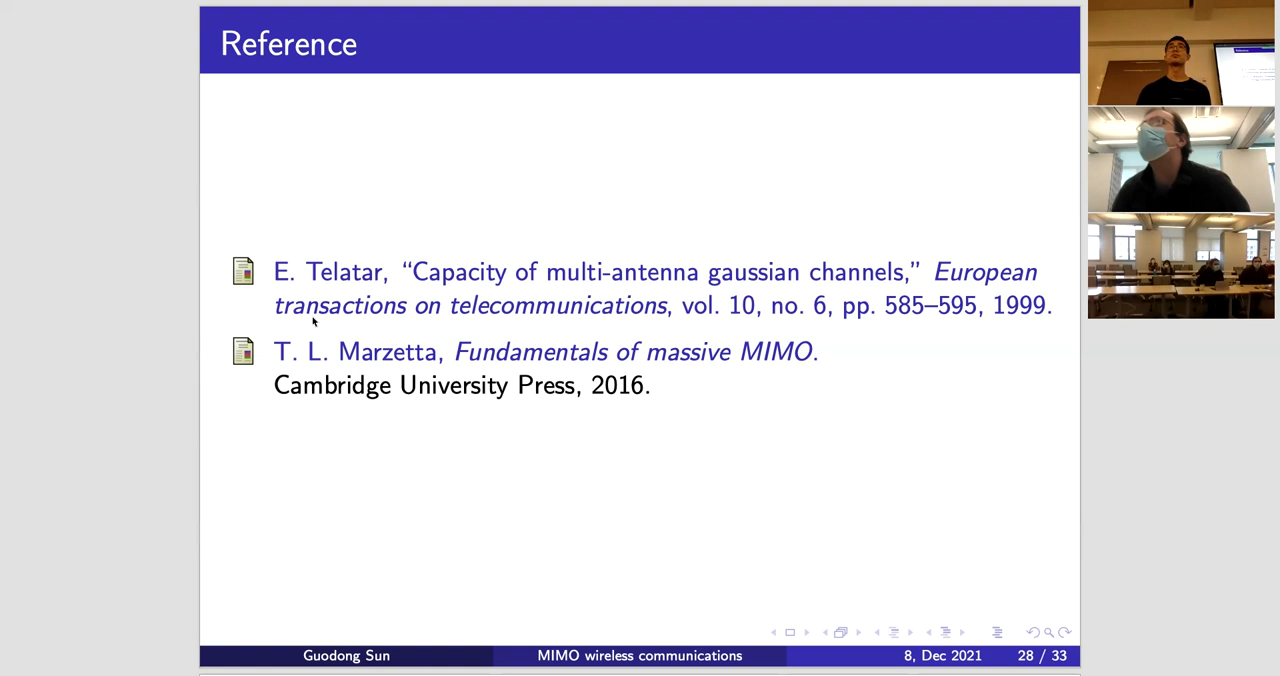 Reference
E. Telatar, “Capacity of multi-antenna gaussian channels,” European
transactions on telecommunications, vol. 10, no. 6, pp. 585–595, 1999.
T. L. Marzetta, Fundamentals of massive MIMO.
Cambridge University Press, 2016.
Guodong Sun MIMO wireless communications 8, Dec 2021 28 / 33